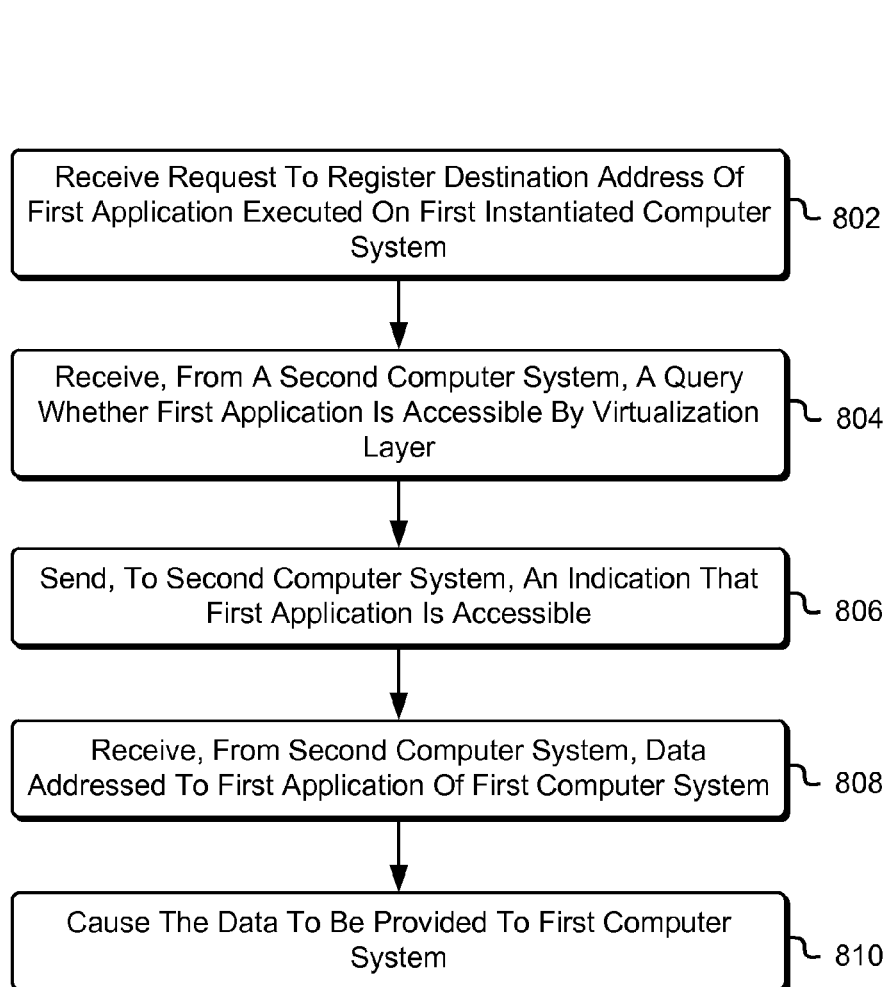 Receive Request To Register Destination Address Of
First Application Executed On First Instantiated Computer
System
802
Receive, From A Second Computer System, A Query
Whether First Application Is Accessible By Virtualization
Layer
804
Send, To Second Computer System, An Indication That
First Application Is Accessible
806
Receive, From Second Computer System, Data
Addressed To First Application Of First Computer System
808
Cause The Data To Be Provided To First Computer
System
810